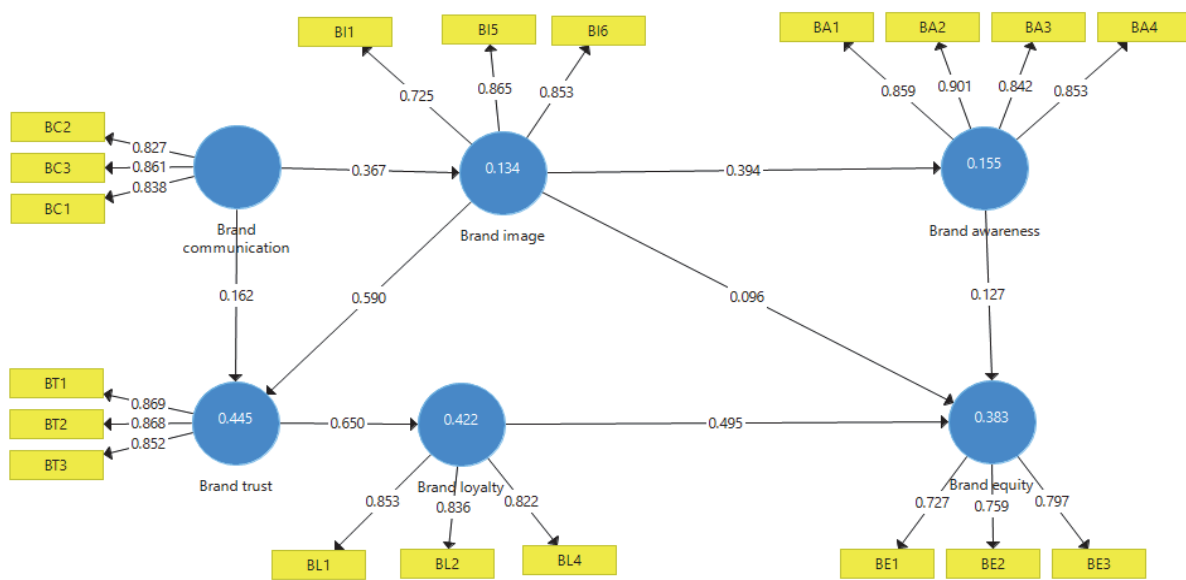 BI1
BI5
BI6
BA1
BA2
BA3
BA4
0.725
0.865
0.853
0.859
0.901
0.842
0.853
BC2
BC3
BC1
0.827
0.861
0.838
0.367
0.134
0.394
0.155
Brand
communication
Brand image
Brand awareness
0.162
0.590
0.096
0.127
BT1
BT2
BT3
0.869
0.868
0.852
0.445
0.650
0.422
0.495
0.383
Brand trust
Brand loyalty
Brand equity
0.853
0.836
0.822
0.727
0.759
0.797
BL1
BL2
BL4
BE1
BE2
BE3